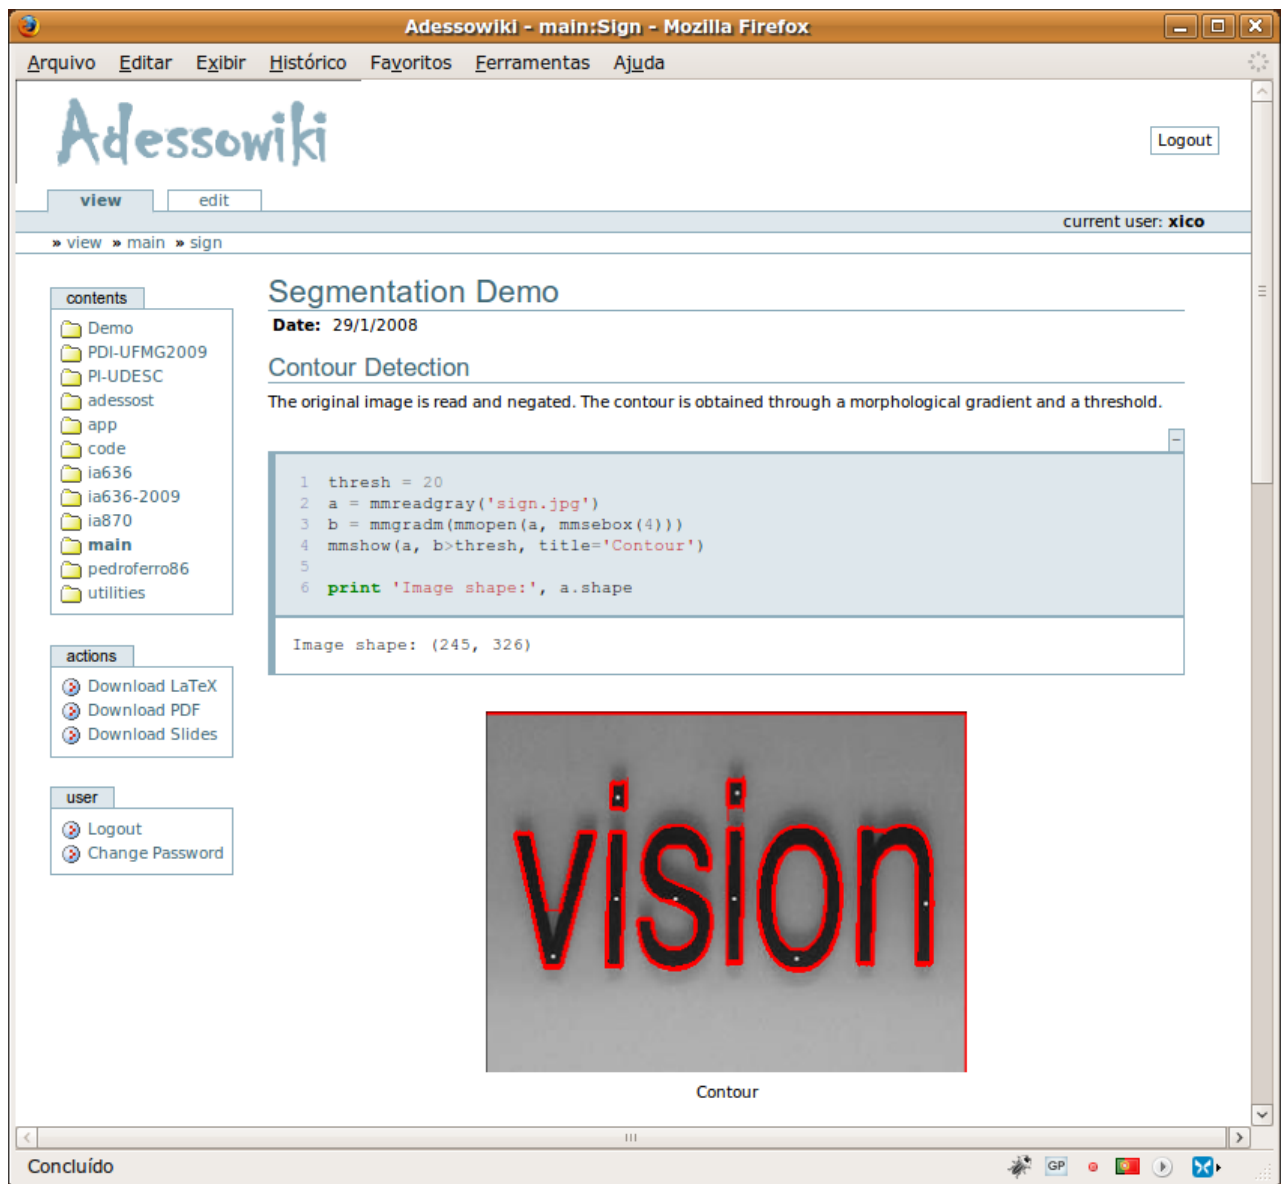 Adessowiki - main:Sign - Mozilla Firefox
Arquivo Editar Exibir Histórico Favoritos Ferramentas Ajuda
Adessowiki
Logout
view edit
current user: xico
» view » main » sign
contents
Demo
PDI-UFMG2009
PI-UDESC
adessost
app
code
ia636
ia636-2009
ia870
main
pedroferro86
utilities
actions
Download LaTeX
Download PDF
Download Slides
user
Logout
Change Password
Segmentation Demo
Date: 29/1/2008
Contour Detection
The original image is read and negated. The contour is obtained through a morphological gradient and a threshold.
1 thresh = 20
2 a = mmreadgray('sign.jpg')
3 b = mmgradm(mmopen(a, mmsebox(4)))
4 mmshow(a, b>thresh, title='Contour')
5
6 print 'Image shape:', a.shape
Image shape: (245, 326)
vision
Contour
Concluído
GP